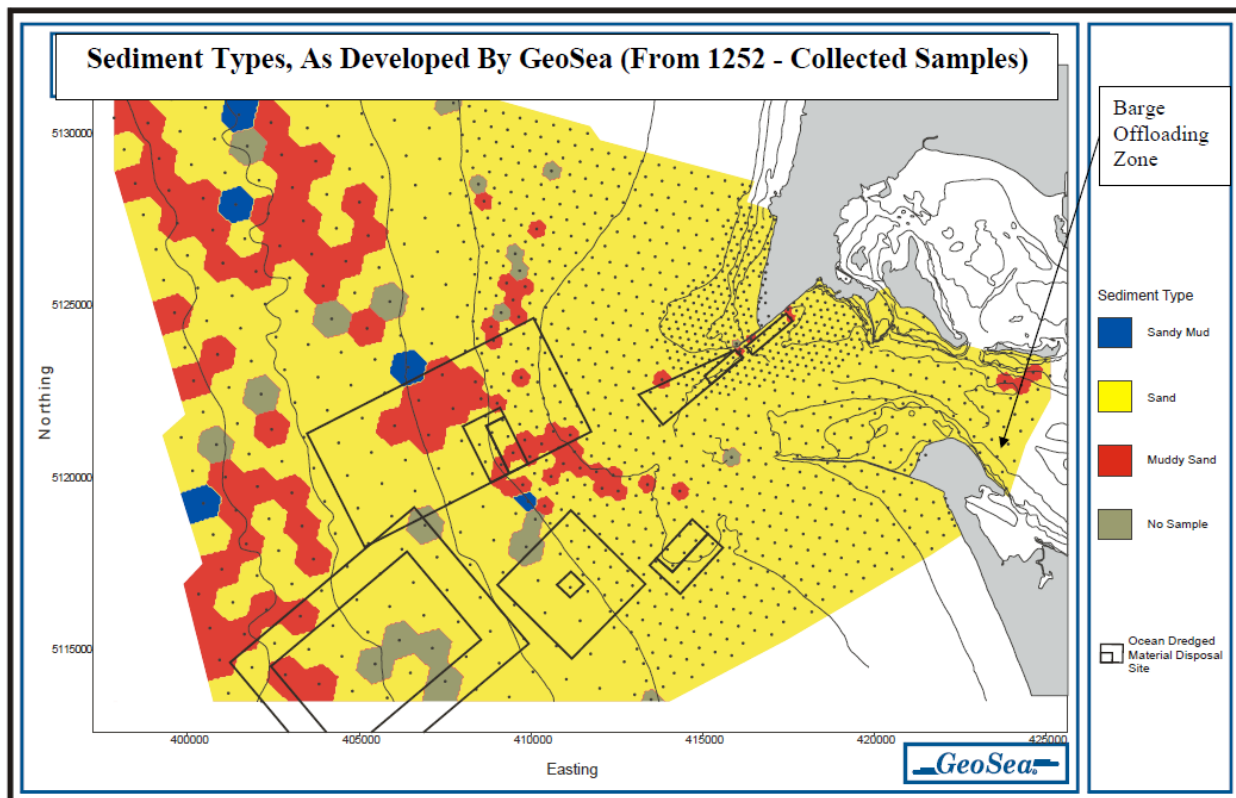 Sediment Types, As Developed By GeoSea (From 1252 - Collected Samples)
Barge
Offloading
Zone
5130000
5125000
5120000
5115000
Northing
400000
405000
410000
415000
420000
425000
Easting
GeoSea®
Sediment Type
Sandy Mud
Sand
Muddy Sand
No Sample
Ocean Dredged
Material Disposal
Site